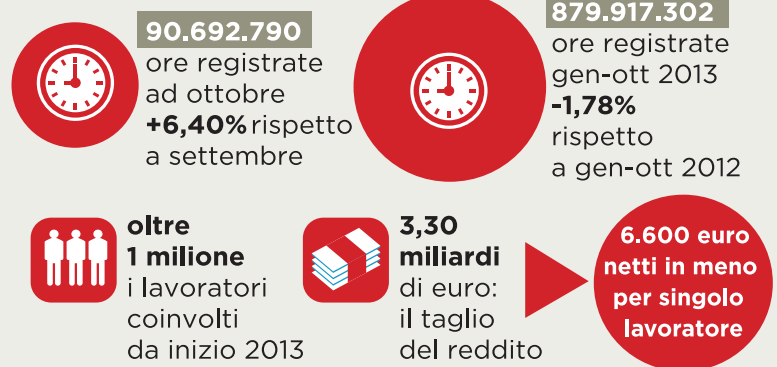 90.692.790
ore registrate
ad ottobre
+6,40% rispetto
a settembre
879.917.302
ore registrate
gen-ott 2013
-1,78%
rispetto
a gen-ott 2012
oltre
1 milione
i lavoratori
coinvolti
da inizio 2013
3,30
miliardi
di euro:
il taglio
del reddito
6.600 euro
netti in meno
per singolo
lavoratore